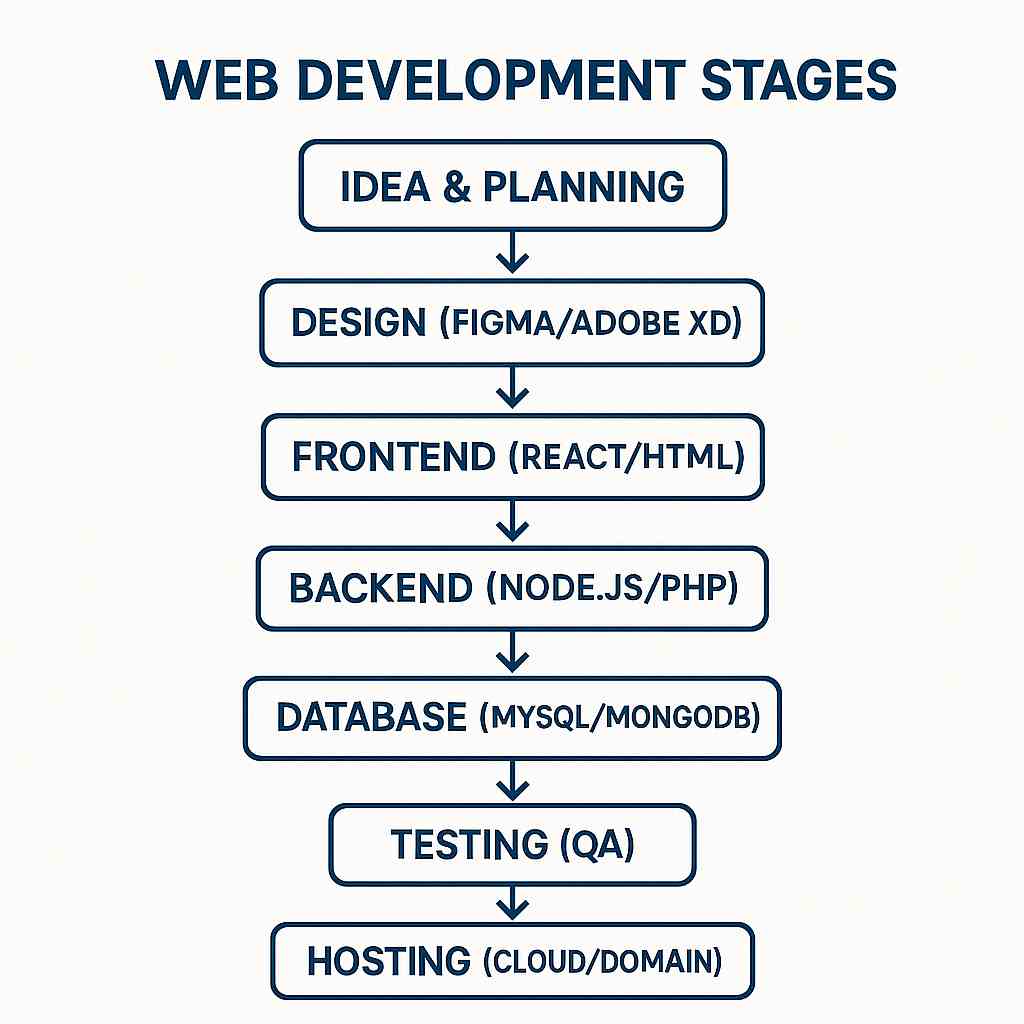 WEB DEVELOPMENT STAGES
IDEA & PLANNING
DESIGN (FIGMA/ADOBE XD)
FRONTEND (REACT/HTML)
BACKEND (NODE.JS/PHP)
DATABASE (MYSQL/MONGODB)
TESTING (QA)
HOSTING (CLOUD/DOMAIN)